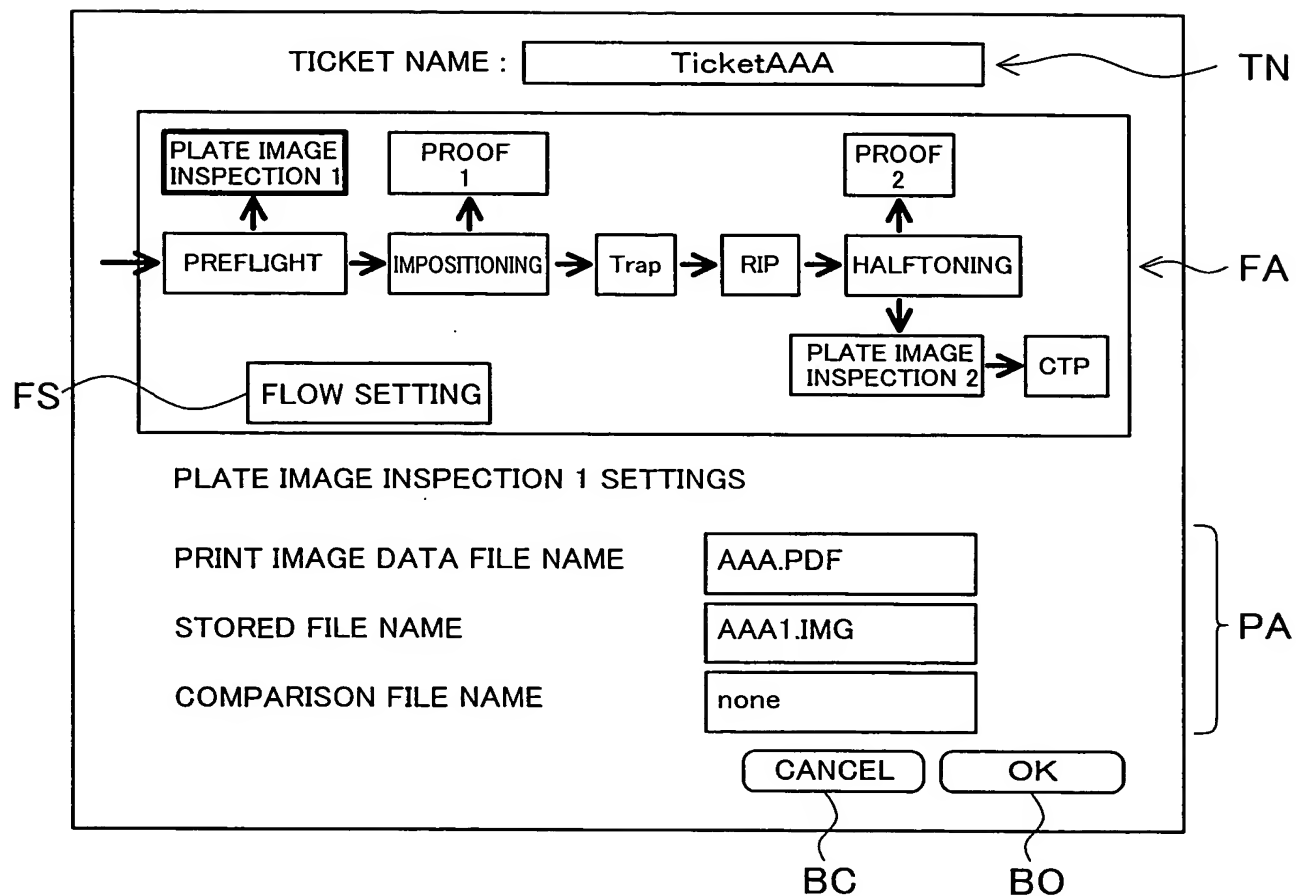 TICKET NAME : TicketAAA TN
PLATE IMAGE
INSPECTION 1
PROOF
1
PROOF
2
PREFLIGHT
IMPOSITIONING
Trap
RIP
HALFTONING
FA
PLATE IMAGE
INSPECTION 2
CTP
FS
FLOW SETTING
PLATE IMAGE INSPECTION 1 SETTINGS
PRINT IMAGE DATA FILE NAME AAA.PDF
STORED FILE NAME AAA1.IMG
PA
COMPARISON FILE NAME none
CANCEL OK
BC BO